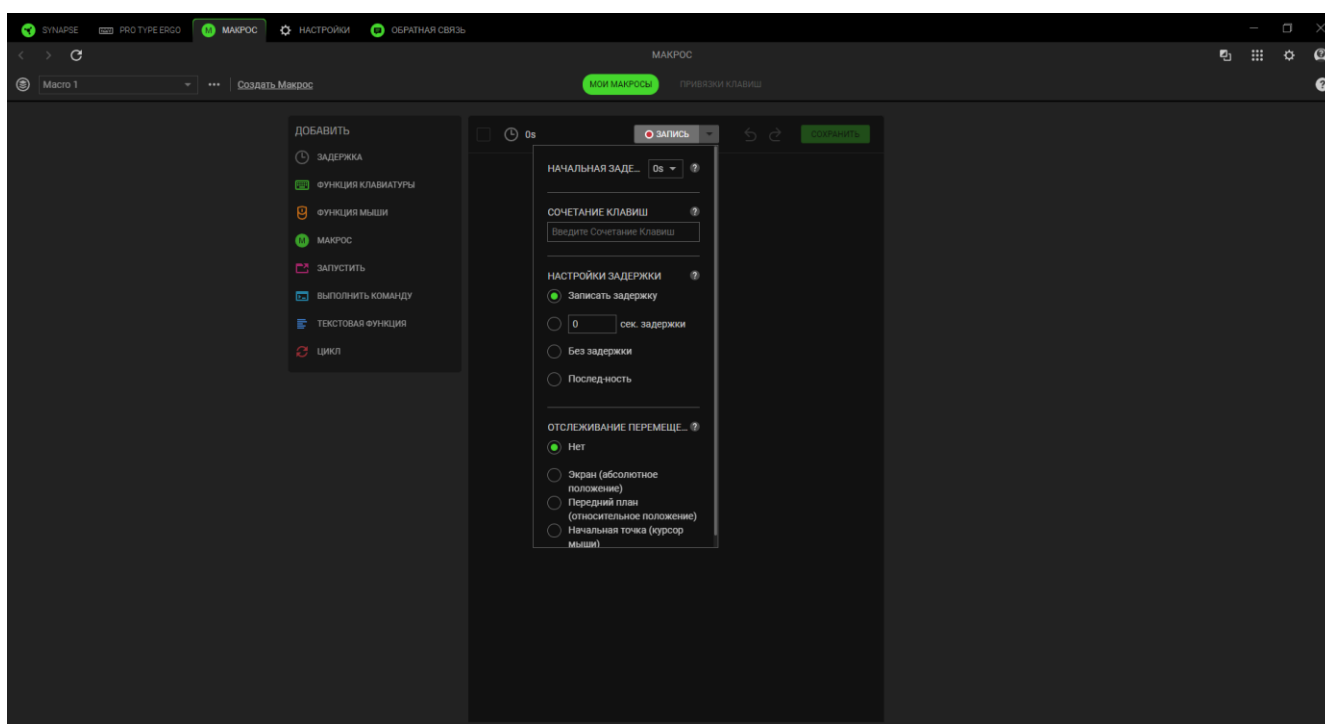 SYNAPSE PRO TYPE ERGO МАКРОС НАСТРОЙКИ ОБРАТНАЯ СВЯЗЬ
МАКРОС
Macro 1 Создать Макрос МОИ МАКРОСЫ ПРИВЯЗКИ КЛАВИШ
ДОБАВИТЬ
ЗАДЕРЖКА
ФУНКЦИЯ КЛАВИАТУРЫ
ФУНКЦИЯ МЫШИ
МАКРОС
ЗАПУСТИТЬ
ВЫПОЛНИТЬ КОМАНДУ
ТЕКСТОВАЯ ФУНКЦИЯ
ЦИКЛ
0s ЗАПИСЬ СОХРАНИТЬ
НАЧАЛЬНАЯ ЗАДЕ... 0s
СОЧЕТАНИЕ КЛАВИШ
Введите Сочетание Клавиш
НАСТРОЙКИ ЗАДЕРЖКИ
Записать задержку
0 сек. задержки
Без задержки
Послед-ность
ОТСЛЕЖИВАНИЕ ПЕРЕМЕЩЕ...
Нет
Экран (абсолютное
положение)
Передний план
(относительное положение)
Начальная точка (курсор
мыши)